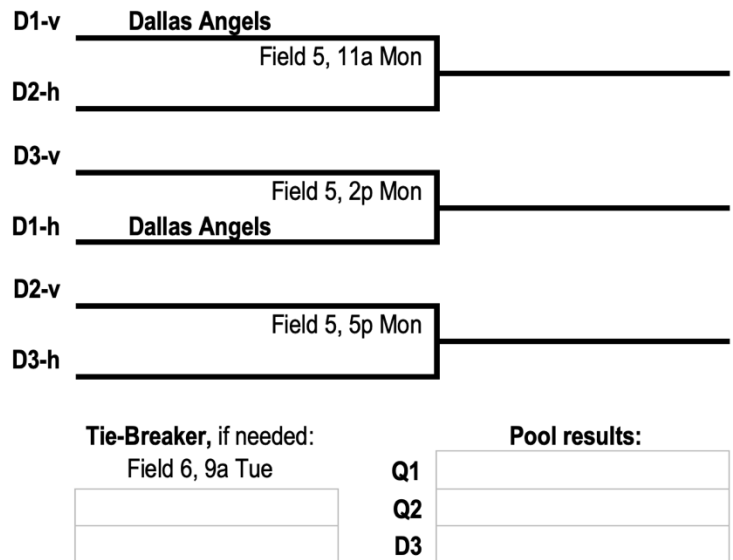 D1-v Dallas Angels
Field 5, 11a Mon
D2-h
D3-v
Field 5, 2p Mon
D1-h Dallas Angels
D2-v
Field 5, 5p Mon
D3-h
Tie-Breaker, if needed:
Field 6, 9a Tue
Pool results:
Q1
Q2
D3